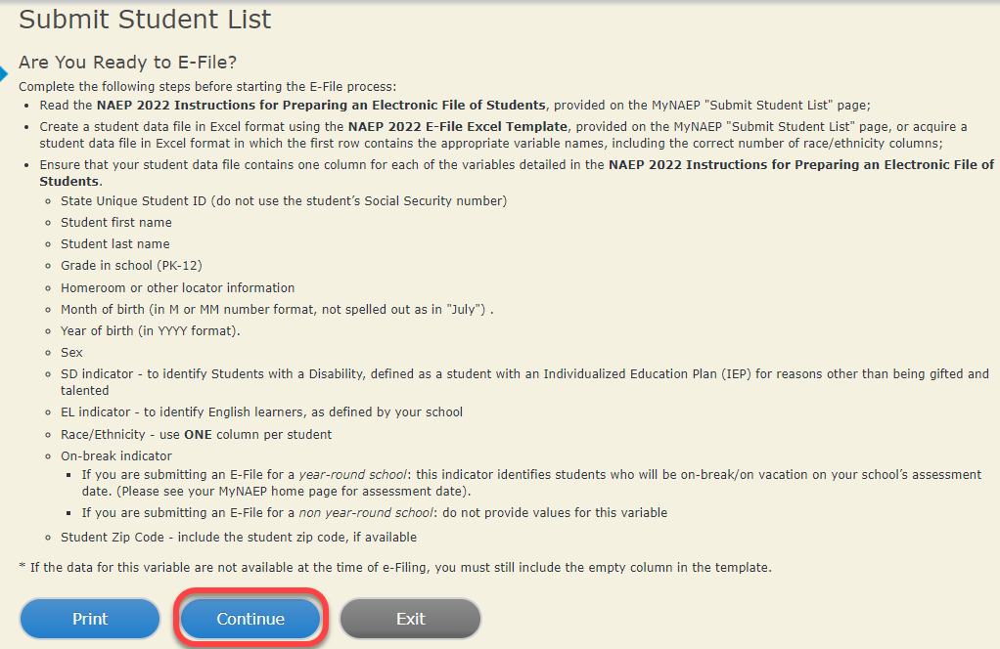 Submit Student List
Are You Ready to E-File?
Complete the following steps before starting the E-File process:
• Read the NAEP 2022 Instructions for Preparing an Electronic File of Students, provided on the MyNAEP "Submit Student List" page;
• Create a student data file in Excel format using the NAEP 2022 E-File Excel Template, provided on the MyNAEP "Submit Student List" page, or acquire a
student data file in Excel format in which the first row contains the appropriate variable names, including the correct number of race/ethnicity columns;
• Ensure that your student data file contains one column for each of the variables detailed in the NAEP 2022 Instructions for Preparing an Electronic File of
Students.
◦ State Unique Student ID (do not use the student’s Social Security number)
◦ Student first name
◦ Student last name
◦ Grade in school (PK-12)
◦ Homeroom or other locator information
◦ Month of birth (in M or MM number format, not spelled out as in "July") .
◦ Year of birth (in YYYY format).
◦ Sex
◦ SD indicator - to identify Students with a Disability, defined as a student with an Individualized Education Plan (IEP) for reasons other than being gifted and
talented
◦ EL indicator - to identify English learners, as defined by your school
◦ Race/Ethnicity - use ONE column per student
◦ On-break indicator
▪ If you are submitting an E-File for a year-round school: this indicator identifies students who will be on-break/on vacation on your school’s assessment
date. (Please see your MyNAEP home page for assessment date).
▪ If you are submitting an E-File for a non year-round school: do not provide values for this variable
◦ Student Zip Code - include the student zip code, if available
* If the data for this variable are not available at the time of e-Filing, you must still include the empty column in the template.
Print Continue Exit